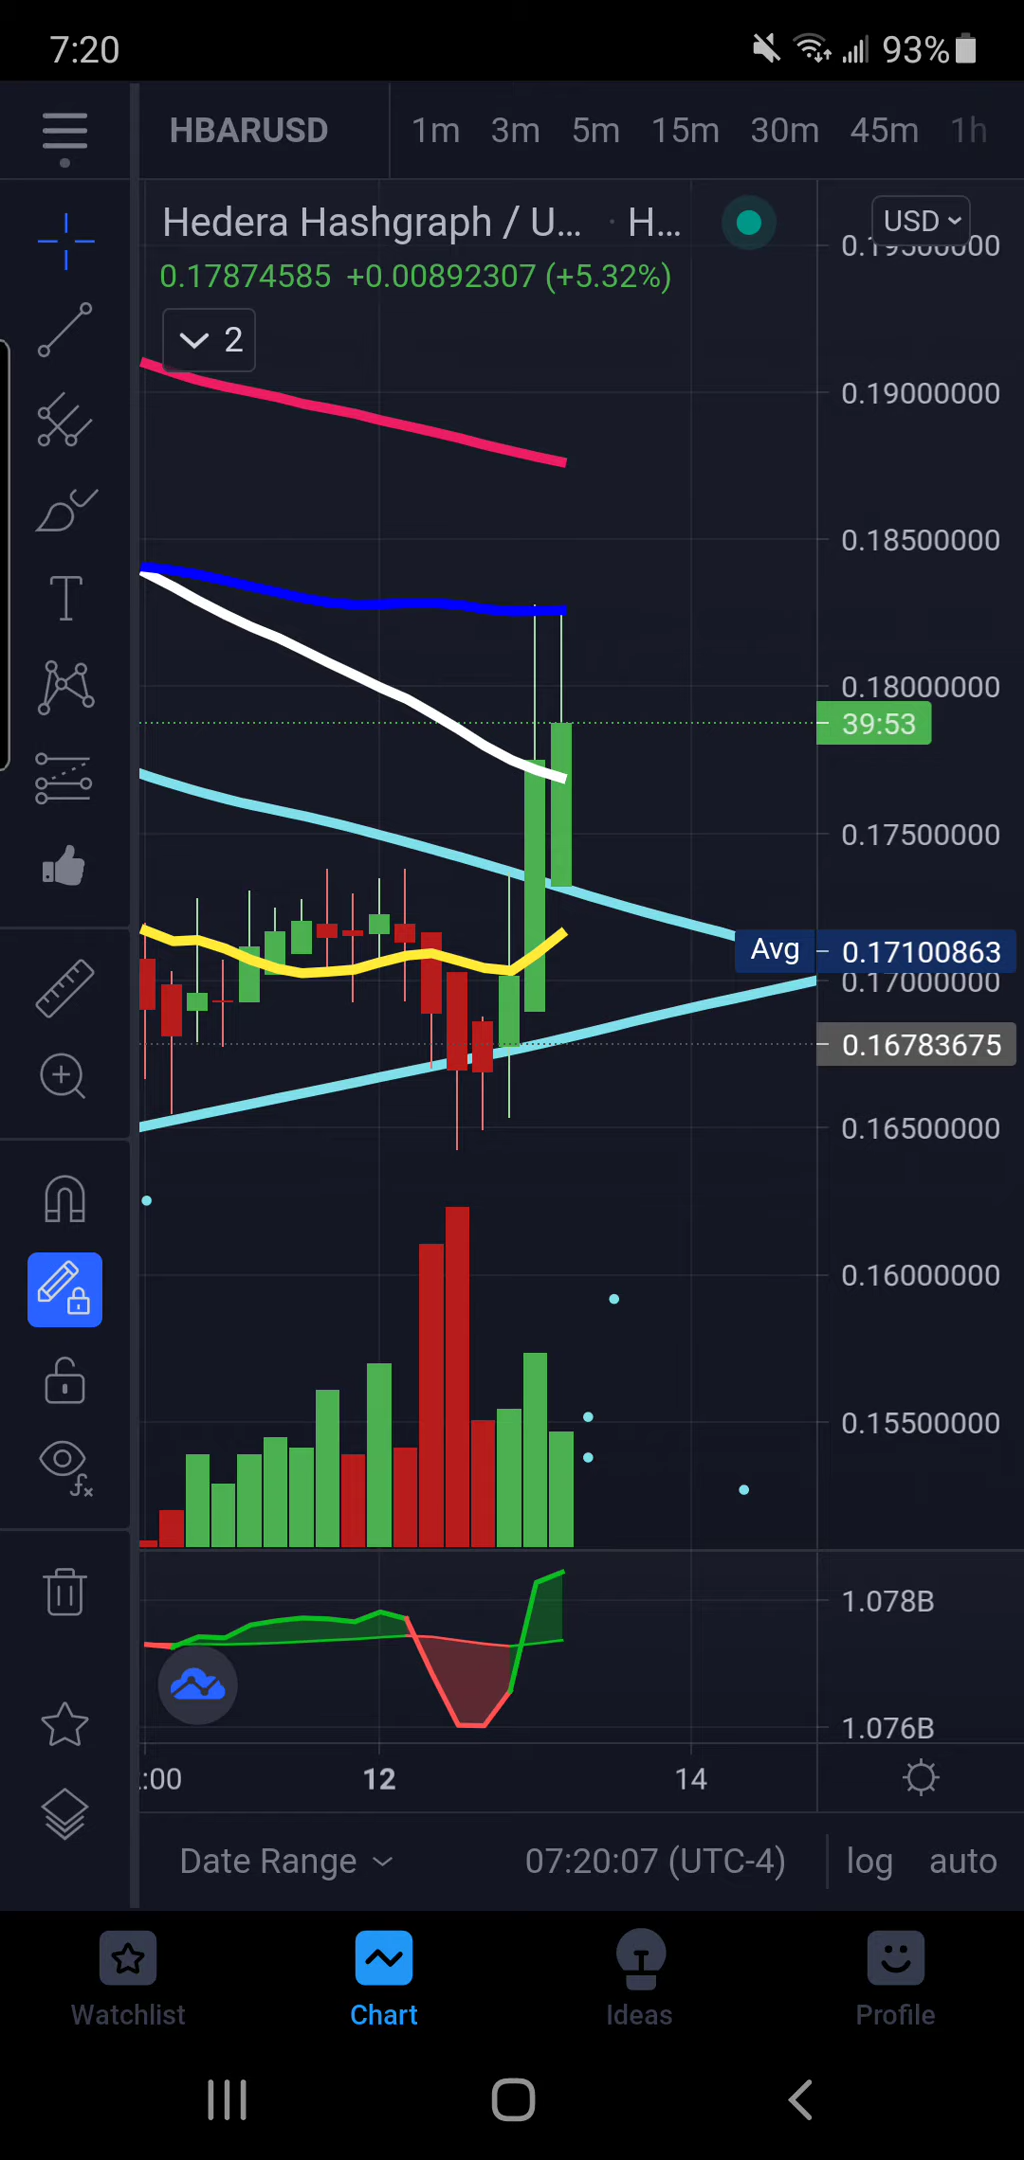 7:20 93%
HBARUSD 1m 3m 5m 15m 30m 45m 1h
Hedera Hashgraph / U... · H...
USD
0.19500000
0.17874585 +0.00892307 (+5.32%)
2
0.19000000
0.18500000
0.18000000
39:53
0.17500000
Avg 0.17100863
0.17000000
0.16783675
0.16500000
0.16000000
0.15500000
1.078B
1.076B
:00 12 14
Date Range 07:20:07 (UTC-4) log auto
Watchlist Chart Ideas Profile